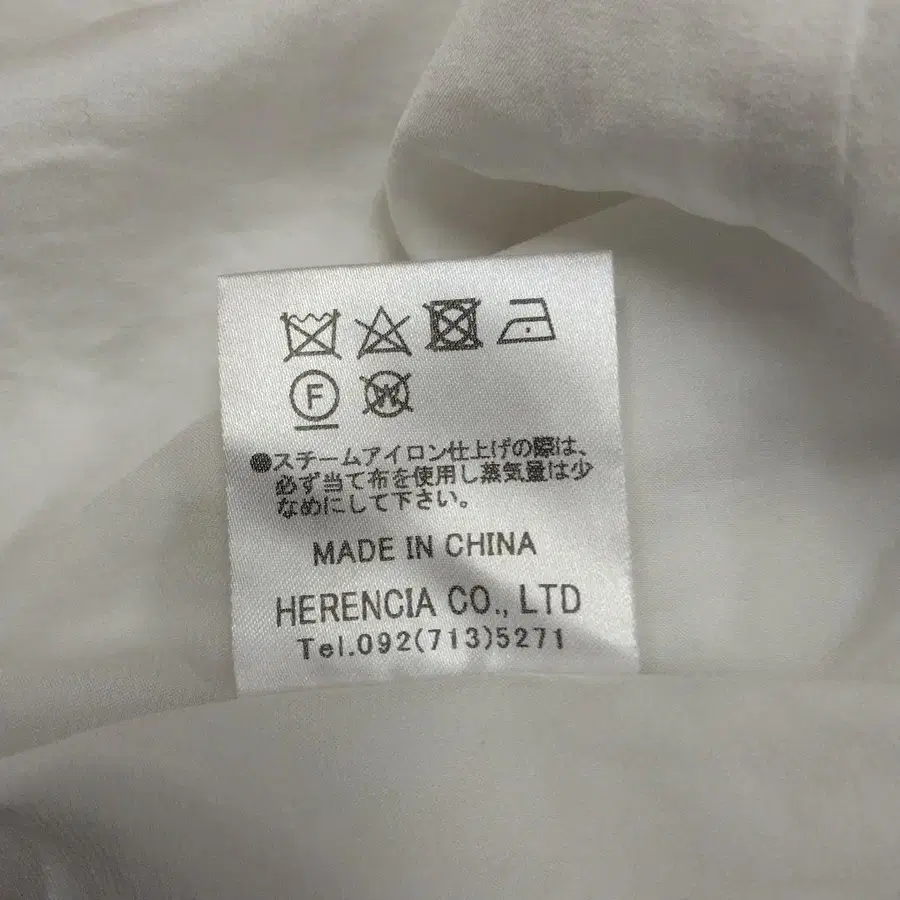 F W
●スチームアイロン仕上げの際は、
必ず当て布を使用し蒸気量は少
なめにして下さい。
MADE IN CHINA
HERENCIA CO., LTD
Tel.092(713)5271